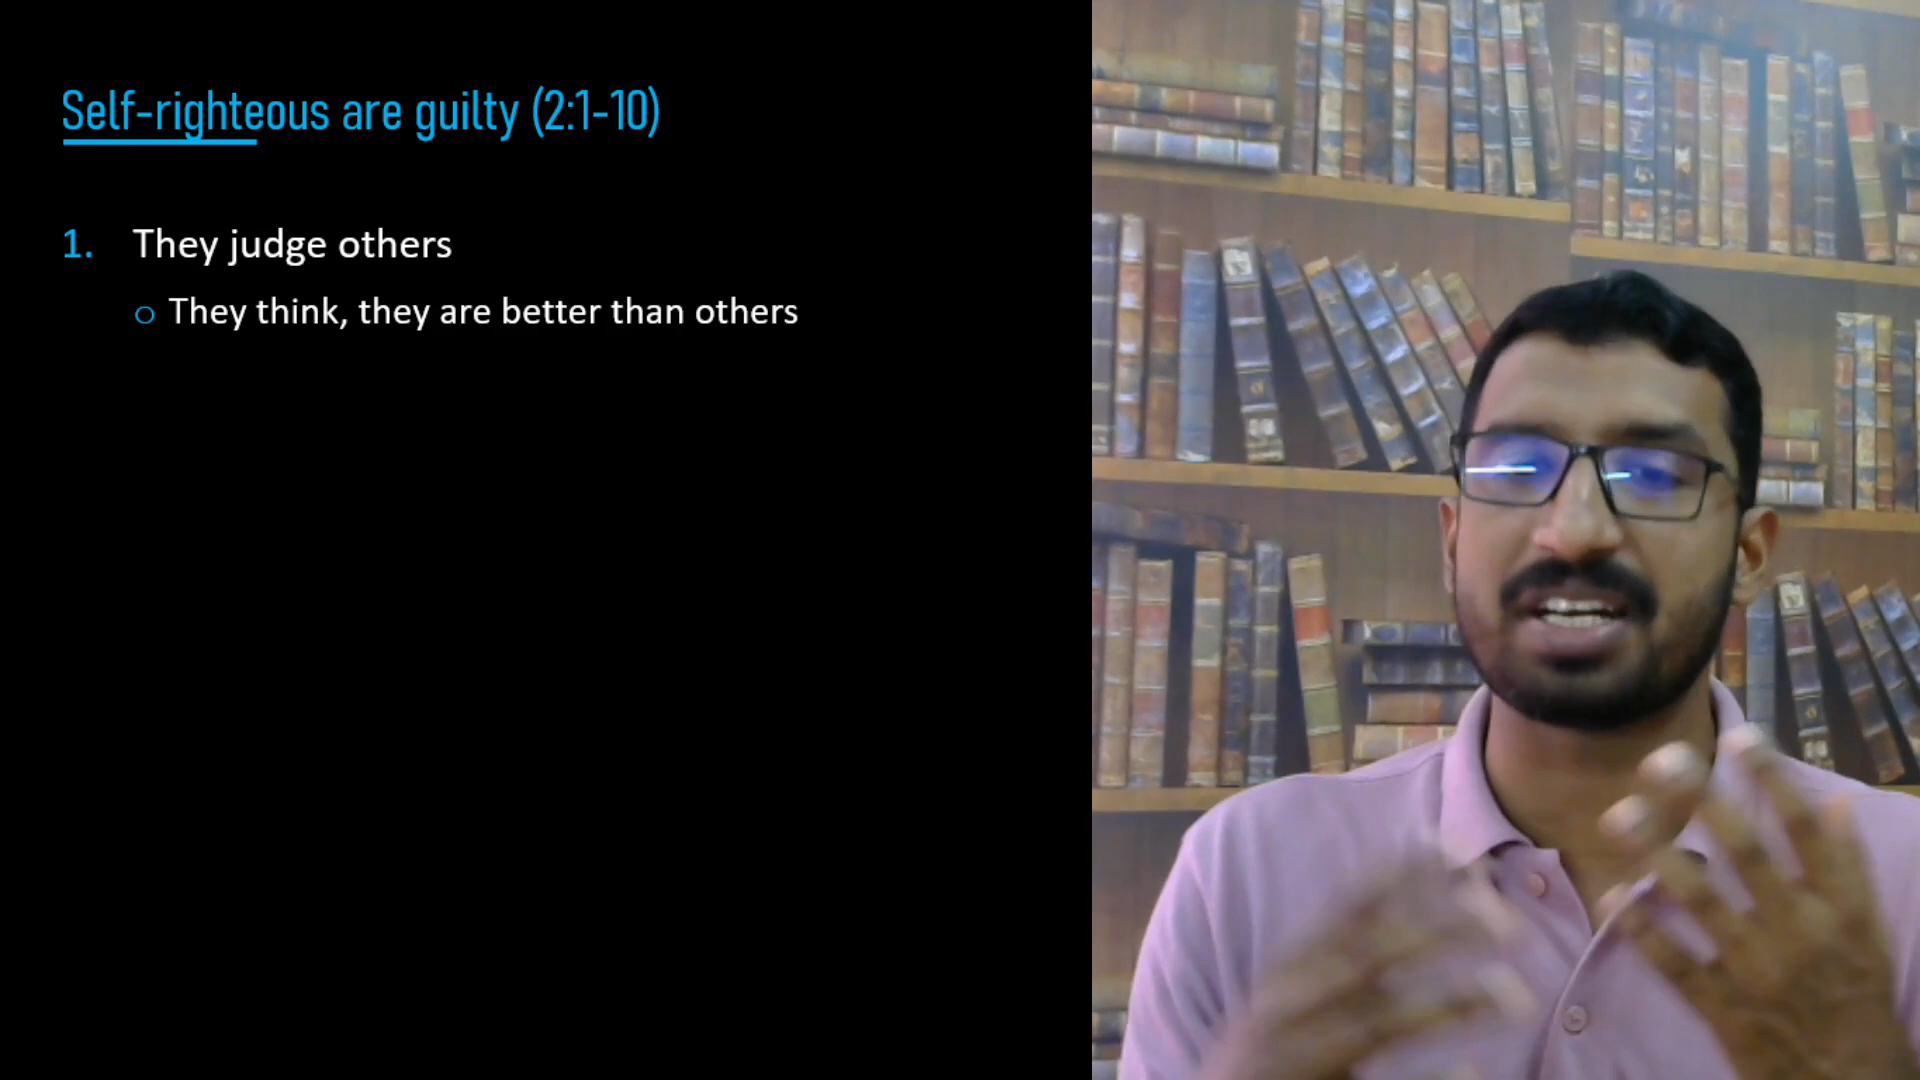 Self-righteous are guilty (2:1-10)
1. They judge others
o They think, they are better than others